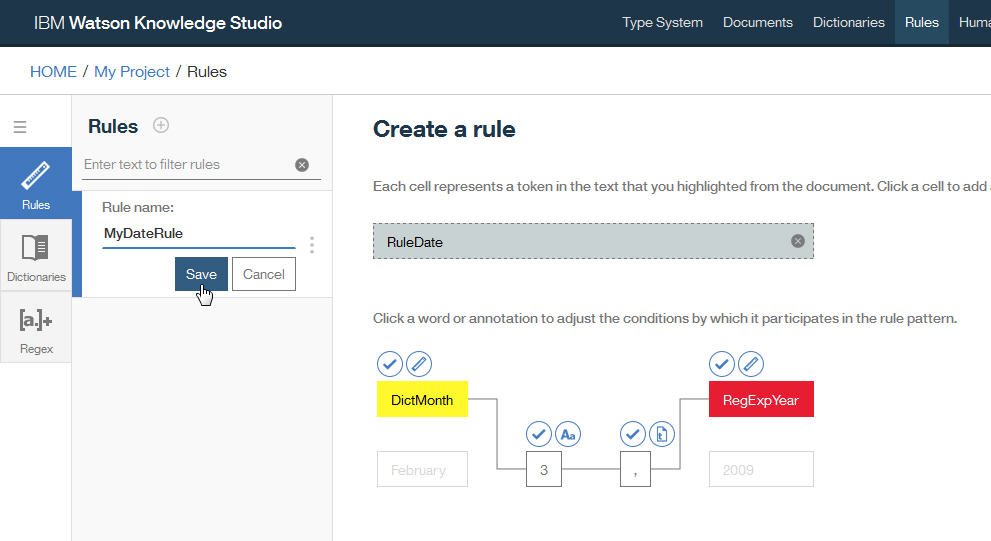 IBM Watson Knowledge Studio
Type System Documents Dictionaries Rules Huma
HOME / My Project / Rules
Rules
Enter text to filter rules
Rule name:
MyDateRule
Save Cancel
Rules
Dictionaries
[a.]+
Regex
Create a rule
Each cell represents a token in the text that you highlighted from the document. Click a cell to add a
RuleDate
Click a word or annotation to adjust the conditions by which it participates in the rule pattern.
DictMonth RegExpYear
Aa t
February 3 , 2009